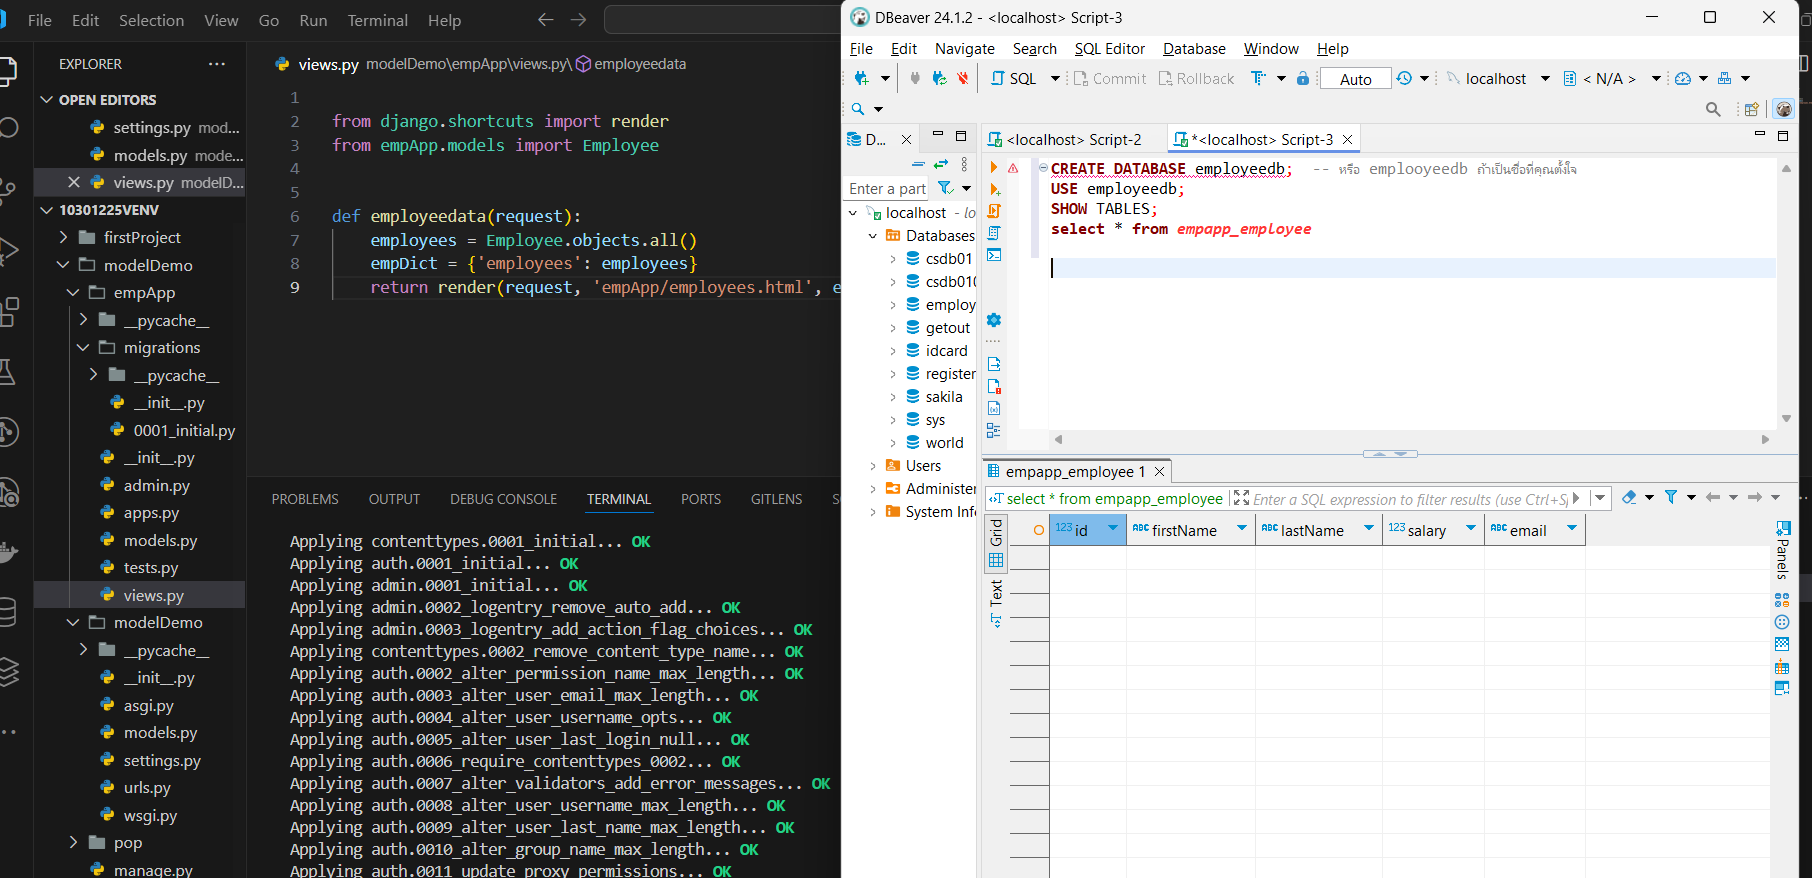 File Edit Selection View Go Run Terminal Help
EXPLORER
OPEN EDITORS
settings.py mod...
models.py mode...
views.py modelD...
10301225VENV
firstProject
modelDemo
empApp
__pycache__
migrations
__pycache__
__init__.py
0001_initial.py
__init__.py
admin.py
apps.py
models.py
tests.py
views.py
modelDemo
__pycache__
__init__.py
asgi.py
models.py
settings.py
urls.py
wsgi.py
pop
manage.py
views.py modelDemo\empApp\views.py\ employeedata
1
2 from django.shortcuts import render
3 from empApp.models import Employee
4
5
6 def employeedata(request):
7 employees = Employee.objects.all()
8 empDict = {'employees': employees}
9 return render(request, 'empApp/employees.html', e
PROBLEMS OUTPUT DEBUG CONSOLE TERMINAL PORTS GITLENS S
Applying contenttypes.0001_initial... OK
Applying auth.0001_initial... OK
Applying admin.0001_initial... OK
Applying admin.0002_logentry_remove_auto_add... OK
Applying admin.0003_logentry_add_action_flag_choices... OK
Applying contenttypes.0002_remove_content_type_name... OK
Applying auth.0002_alter_permission_name_max_length... OK
Applying auth.0003_alter_user_email_max_length... OK
Applying auth.0004_alter_user_username_opts... OK
Applying auth.0005_alter_user_last_login_null... OK
Applying auth.0006_require_contenttypes_0002... OK
Applying auth.0007_alter_validators_add_error_messages... OK
Applying auth.0008_alter_user_username_max_length... OK
Applying auth.0009_alter_user_last_name_max_length... OK
Applying auth.0010_alter_group_name_max_length... OK
Applying auth.0011_update_proxy_permissions... OK
DBeaver 24.1.2 - <localhost> Script-3
File Edit Navigate Search SQL Editor Database Window Help
SQL Commit Rollback Auto localhost < N/A >
D...
Enter a part
localhost - lo
Databases
csdb01
csdb010
employ
getout
idcard
register
sakila
sys
world
Users
Administer
System Info
<localhost> Script-2 *<localhost> Script-3
CREATE DATABASE employeedb; -- หรือ emplooyeedb ถ้าเป็นชื่อที่คุณตั้งใจ
USE employeedb;
SHOW TABLES;
select * from empapp_employee
empapp_employee 1
select * from empapp_employee Enter a SQL expression to filter results (use Ctrl+S
Grid
Text
id firstName lastName salary email
Panels